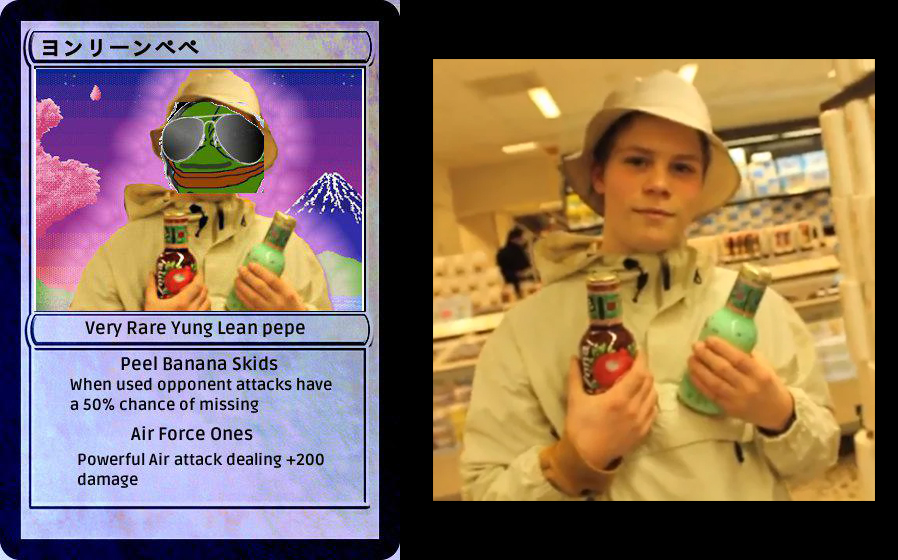 ヨンリーンペペ
Very Rare Yung Lean pepe
Peel Banana Skids
When used opponent attacks have
a 50% chance of missing
Air Force Ones
Powerful Air attack dealing +200
damage